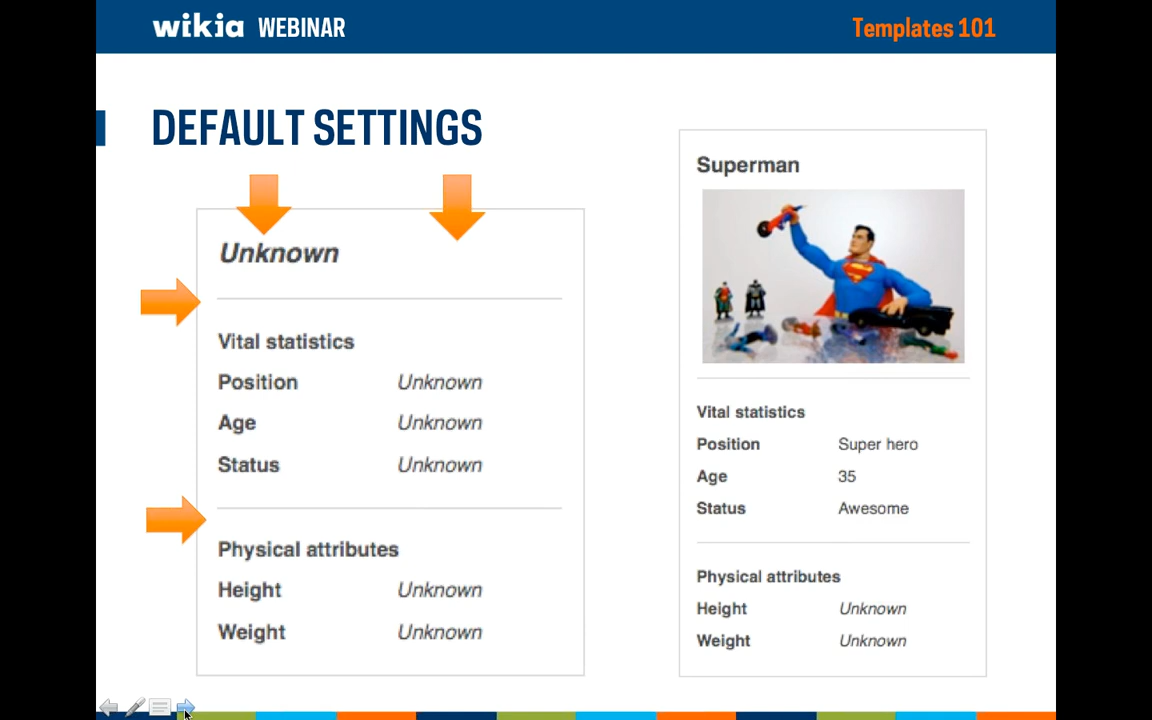 wikia WEBINAR
Templates 101
DEFAULT SETTINGS
Unknown
Vital statistics
Position Unknown
Age Unknown
Status Unknown
Physical attributes
Height Unknown
Weight Unknown
Superman
Vital statistics
Position Super hero
Age 35
Status Awesome
Physical attributes
Height Unknown
Weight Unknown